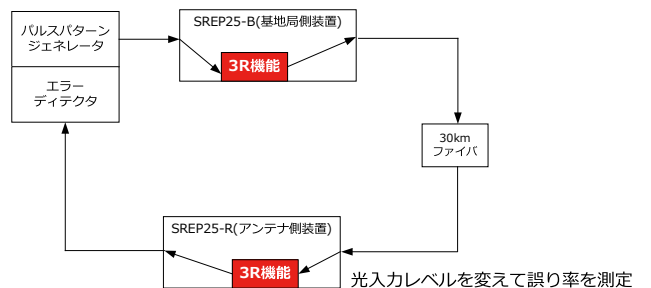 パルスパターン
ジェネレータ
エラー
ディテクタ
SREP25-B(基地局側装置)
3R機能
30km
ファイバ
SREP25-R(アンテナ側装置)
3R機能
光入力レベルを変えて誤り率を測定